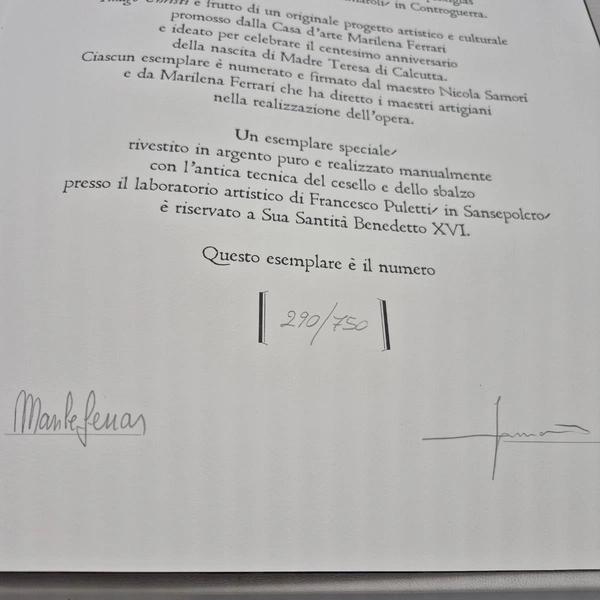 in Controguerra.
Christi è frutto di un originale progetto artistico e culturale
promosso dalla Casa d'arte Marilena Ferrari
e ideato per celebrare il centesimo anniversario
della nascita di Madre Teresa di Calcutta.
Ciascun esemplare è numerato e firmato dal maestro Nicola Samorì
e da Marilena Ferrari che ha diretto i maestri artigiani
nella realizzazione dell'opera.
Un esemplare speciale
rivestito in argento puro e realizzato manualmente
con l'antica tecnica del cesello e dello sbalzo
presso il laboratorio artistico di Francesco Puletti in Sansepolcro
è riservato a Sua Santità Benedetto XVI.
Questo esemplare è il numero
[ 290/750 ]